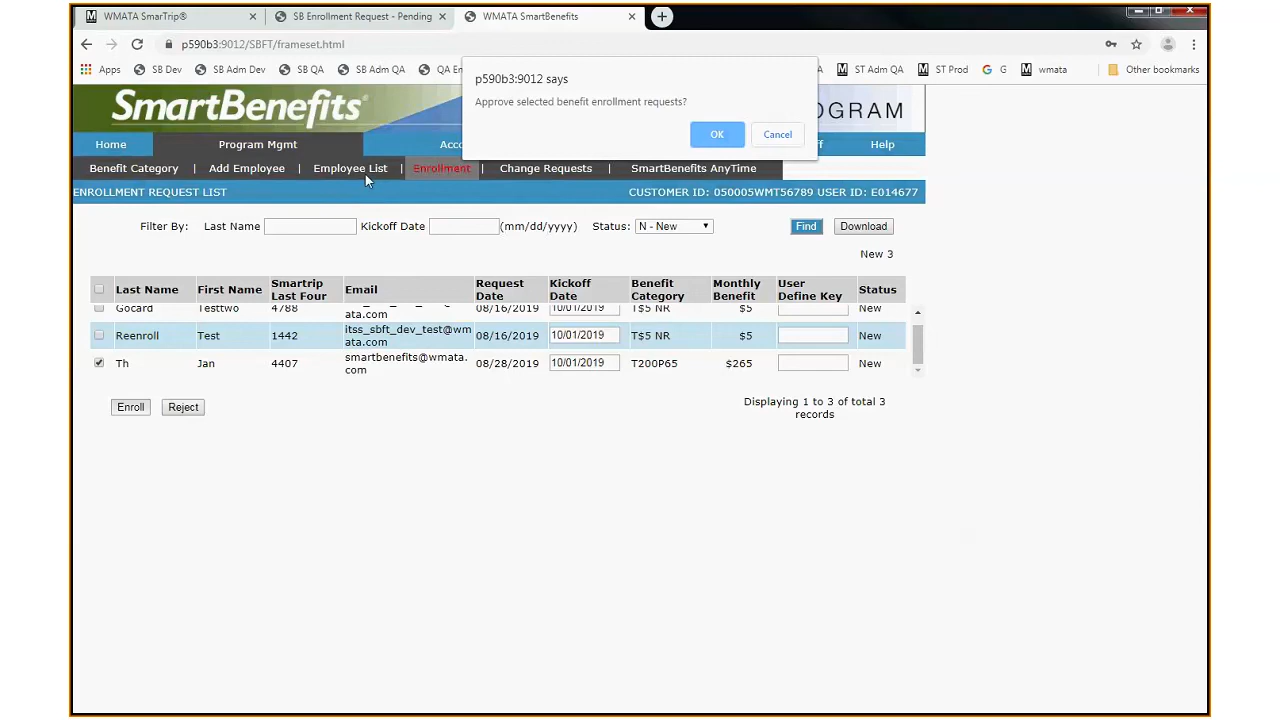 WMATA SmarTrip®
SB Enrollment Request - Pending
WMATA SmartBenefits
p590b3:9012/SBFT/frameset.html
Apps SB Dev SB Adm Dev SB QA SB Adm QA QA En A ST Adm QA ST Prod G wmata Other bookmarks
p590b3:9012 says
Approve selected benefit enrollment requests?
OK Cancel
SmartBenefits
OGRAM
Home Program Mgmt Acco ff Help
Benefit Category | Add Employee | Employee List | Enrollment | Change Requests | SmartBenefits AnyTime
ENROLLMENT REQUEST LIST CUSTOMER ID: 050005WMT56789 USER ID: E014677
Filter By: Last Name Kickoff Date (mm/dd/yyyy) Status: N - New Find Download
New 3
Last Name First Name Smartrip Last Four Email Request Date Kickoff Date Benefit Category Monthly Benefit User Define Key Status
Gocard Testtwo 4788 ata.com 08/16/2019 10/01/2019 T$5 NR $5 New
Reenroll Test 1442 itss_sbft_dev_test@wmata.com 08/16/2019 10/01/2019 T$5 NR $5 New
Th Jan 4407 smartbenefits@wmata.com 08/28/2019 10/01/2019 T200P65 $265 New
Enroll Reject
Displaying 1 to 3 of total 3
records